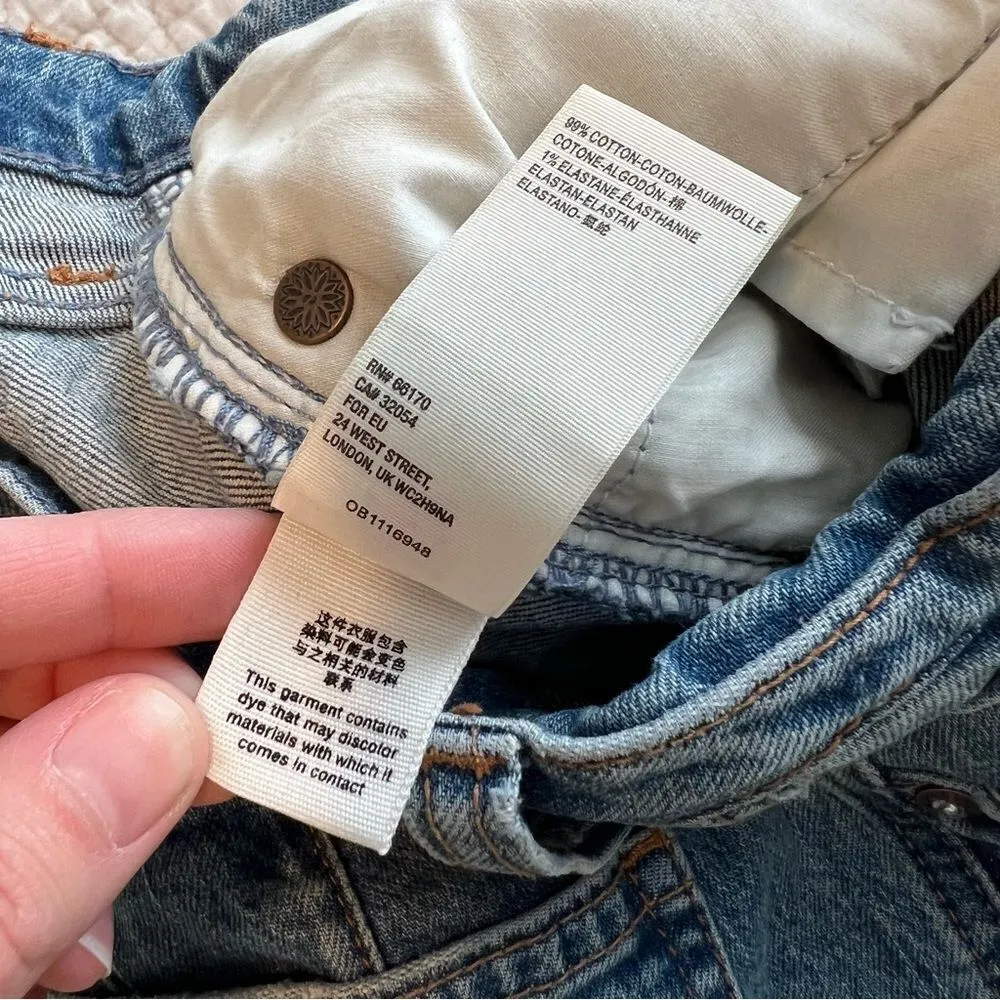 99% COTTON-COTON-BAUMWOLLE-
COTONE-ALGODÓN-棉
1% ELASTANE-ÉLASTHANNE
ELASTAN-ELASTAN
ELASTANO-
RN# 66170
CA# 32054
FOR EU
24 WEST STREET,
LONDON, UK WC2H9NA
OB1116948
这件衣服包含
染料可能会变色
与之相关的材料
联系
This garment contains
dye that may discolor
materials with which it
comes in contact